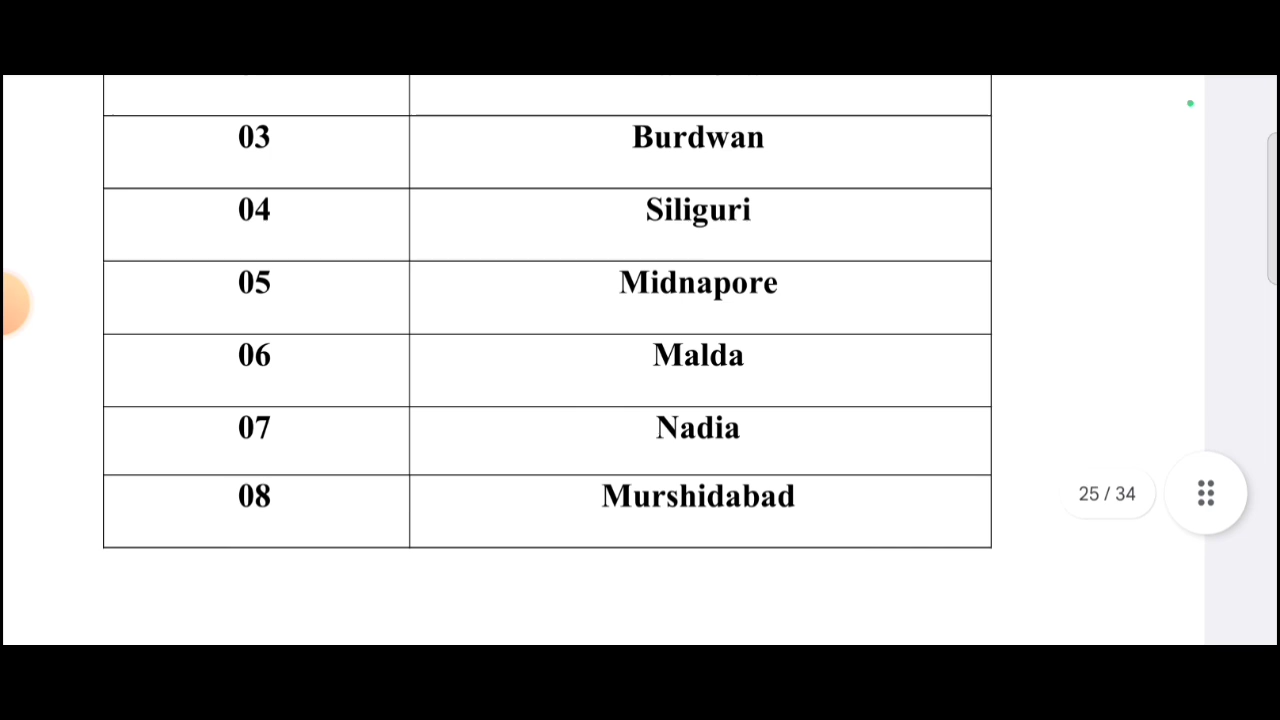 03 Burdwan
04 Siliguri
05 Midnapore
06 Malda
07 Nadia
08 Murshidabad
25 / 34